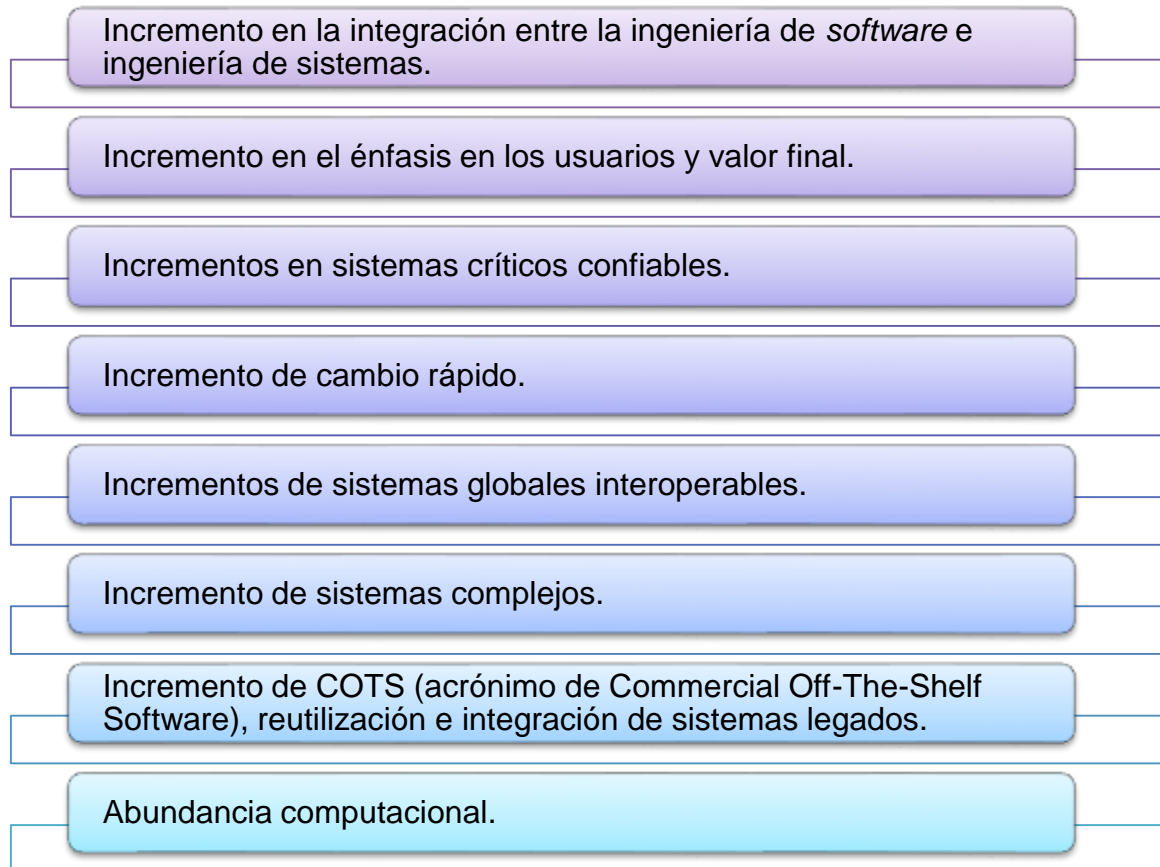 Incremento en la integración entre la ingeniería de software e
ingeniería de sistemas.
Incremento en el énfasis en los usuarios y valor final.
Incrementos en sistemas críticos confiables.
Incremento de cambio rápido.
Incrementos de sistemas globales interoperables.
Incremento de sistemas complejos.
Incremento de COTS (acrónimo de Commercial Off-The-Shelf
Software), reutilización e integración de sistemas legados.
Abundancia computacional.